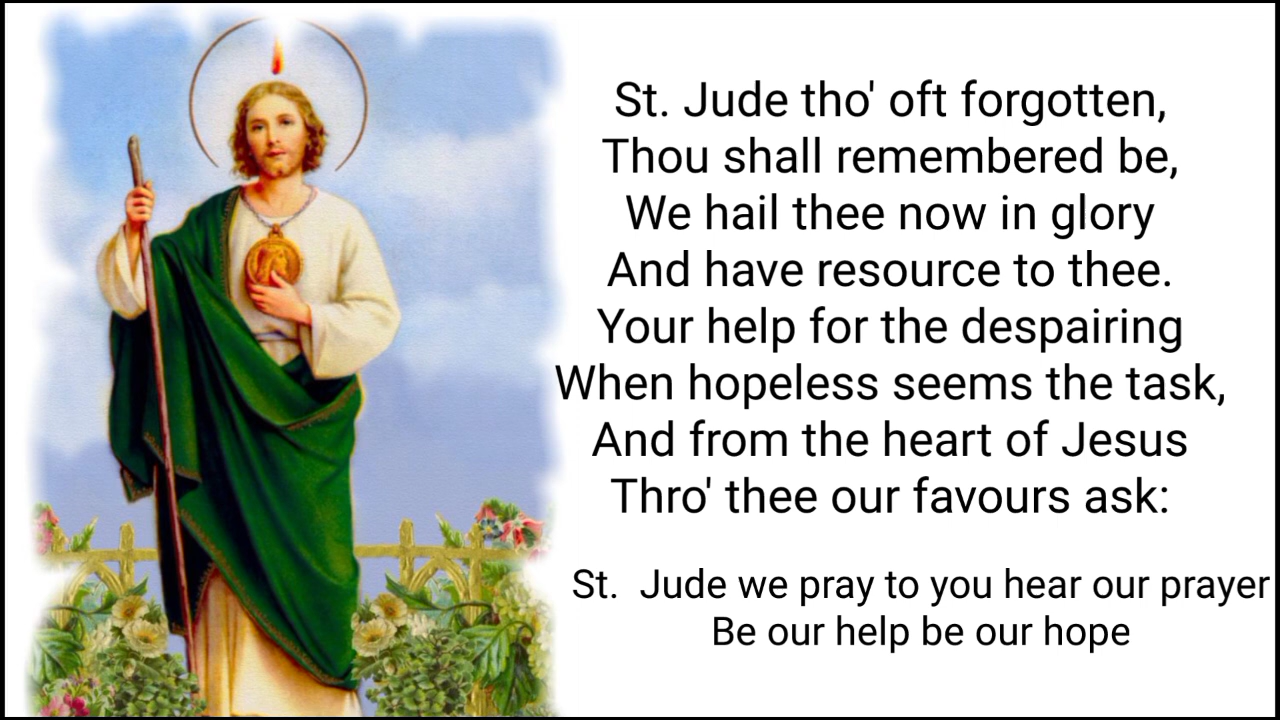 St. Jude tho' oft forgotten,
Thou shall remembered be,
We hail thee now in glory
And have resource to thee.
Your help for the despairing
When hopeless seems the task,
And from the heart of Jesus
Thro' thee our favours ask:
St.  Jude we pray to you hear our prayer
Be our help be our hope